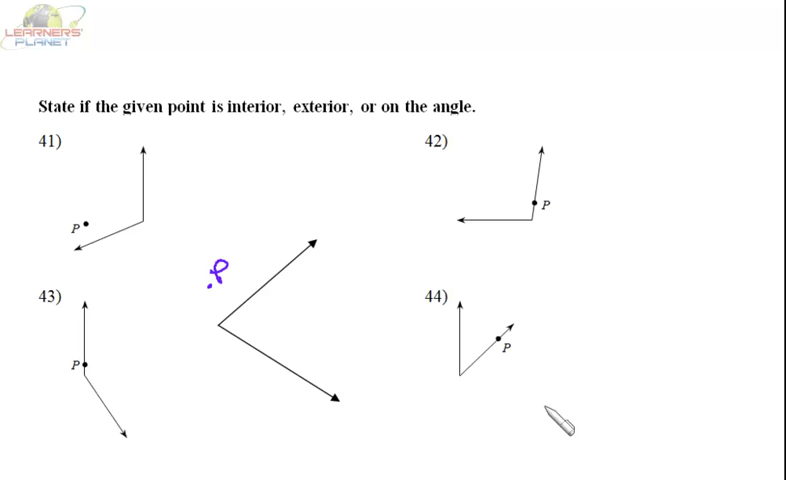 LEARNERS'
PLANET
State if the given point is interior, exterior, or on the angle.
41)
42)
P
P
P
43)
44)
P
P